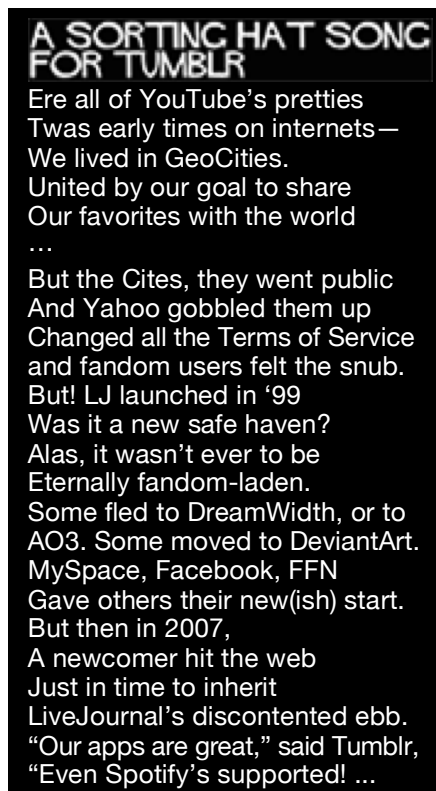 A SORTING HAT SONG
FOR TUMBLR
Ere all of YouTube’s pretties
Twas early times on internets—
We lived in GeoCities.
United by our goal to share
Our favorites with the world
…
But the Cites, they went public
And Yahoo gobbled them up
Changed all the Terms of Service
and fandom users felt the snub.
But! LJ launched in ‘99
Was it a new safe haven?
Alas, it wasn’t ever to be
Eternally fandom-laden.
Some fled to DreamWidth, or to
AO3. Some moved to DeviantArt.
MySpace, Facebook, FFN
Gave others their new(ish) start.
But then in 2007,
A newcomer hit the web
Just in time to inherit
LiveJournal’s discontented ebb.
“Our apps are great,” said Tumblr,
“Even Spotify’s supported! ...